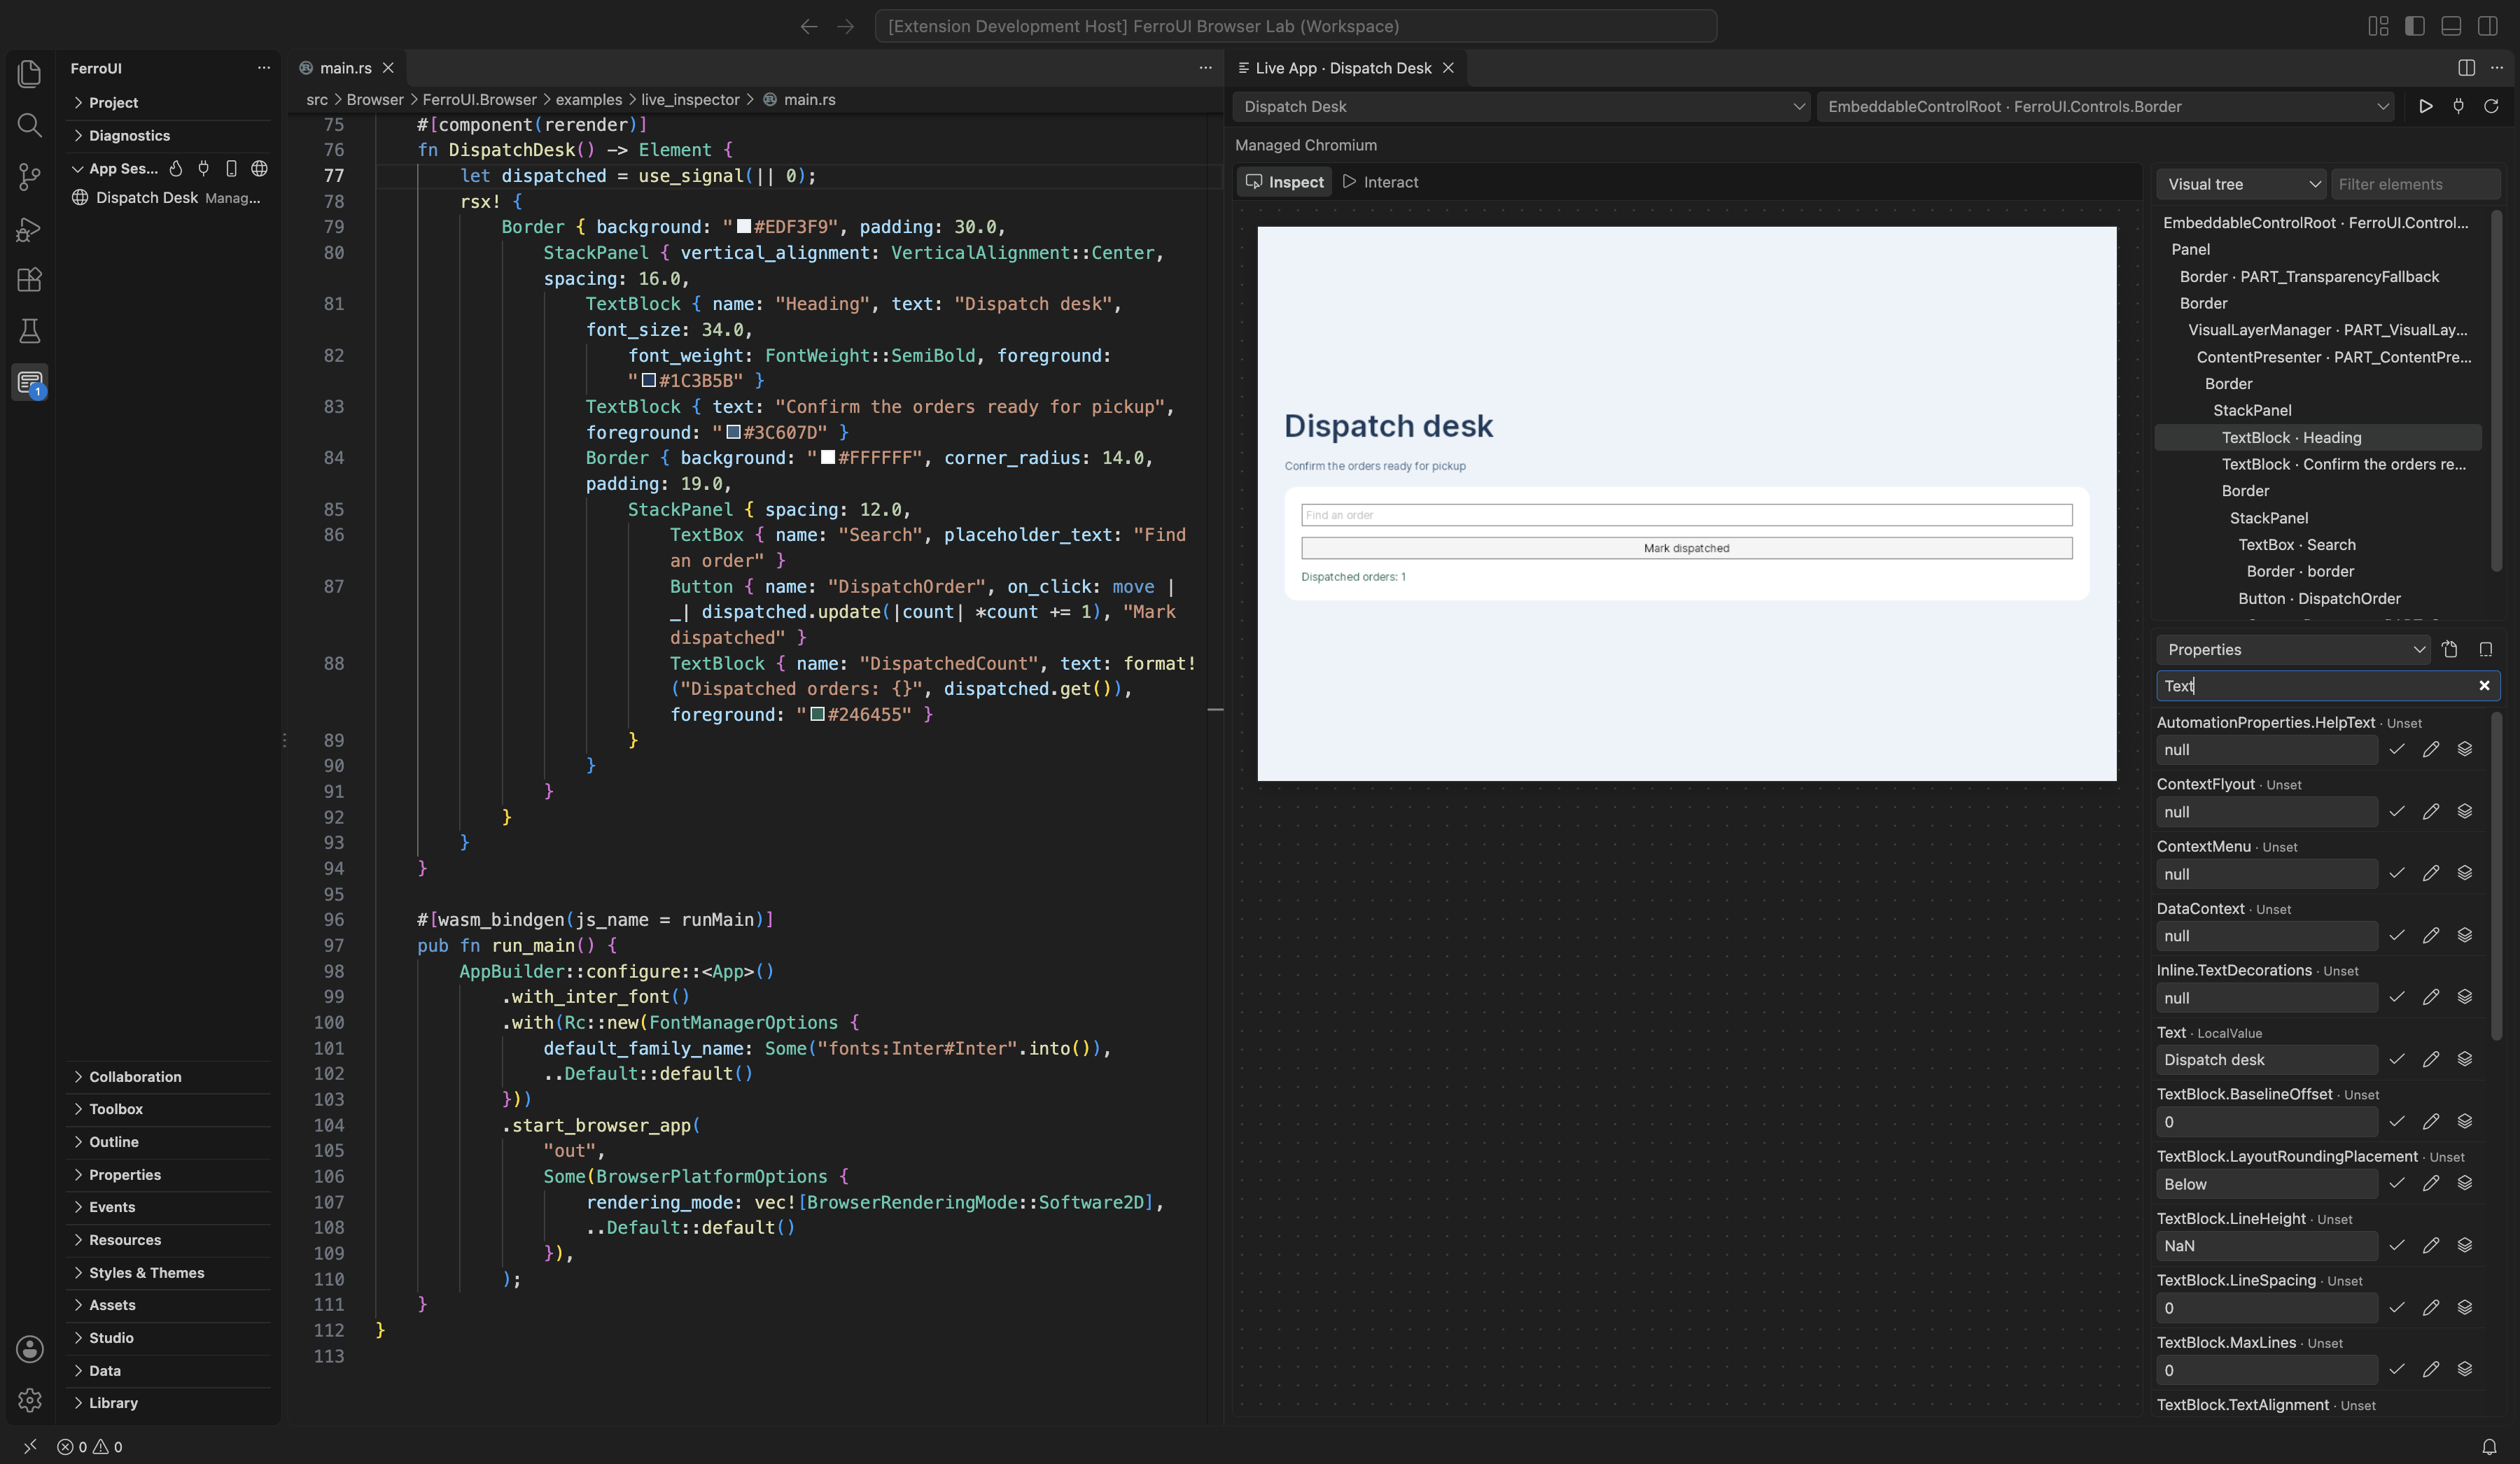 [Extension Development Host] FerroUI Browser Lab (Workspace)
FerroUI
Project
Diagnostics
App Ses...
Dispatch Desk Manag...
Collaboration
Toolbox
Outline
Properties
Events
Resources
Styles & Themes
Assets
Studio
Data
Library
1
0 0
main.rs
src > Browser > FerroUI.Browser > examples > live_inspector > main.rs
75 #[component(rerender)]
76 fn DispatchDesk() -> Element {
77 let dispatched = use_signal(|| 0);
78 rsx! {
79 Border { background: "#EDF3F9", padding: 30.0,
80 StackPanel { vertical_alignment: VerticalAlignment::Center,
spacing: 16.0,
81 TextBlock { name: "Heading", text: "Dispatch desk",
font_size: 34.0,
82 font_weight: FontWeight::SemiBold, foreground:
"#1C3B5B" }
83 TextBlock { text: "Confirm the orders ready for pickup",
foreground: "#3C607D" }
84 Border { background: "#FFFFFF", corner_radius: 14.0,
padding: 19.0,
85 StackPanel { spacing: 12.0,
86 TextBox { name: "Search", placeholder_text: "Find
an order" }
87 Button { name: "DispatchOrder", on_click: move |
_| dispatched.update(|count| *count += 1), "Mark
dispatched" }
88 TextBlock { name: "DispatchedCount", text: format!
("Dispatched orders: {}", dispatched.get()),
foreground: "#246455" }
89 }
90 }
91 }
92 }
93 }
94 }
95
96 #[wasm_bindgen(js_name = runMain)]
97 pub fn run_main() {
98 AppBuilder::configure::<App>()
99 .with_inter_font()
100 .with(Rc::new(FontManagerOptions {
101 default_family_name: Some("fonts:Inter#Inter".into()),
102 ..Default::default()
103 }))
104 .start_browser_app(
105 "out",
106 Some(BrowserPlatformOptions {
107 rendering_mode: vec![BrowserRenderingMode::Software2D],
108 ..Default::default()
109 }),
110 );
111 }
112 }
113
Live App · Dispatch Desk
Dispatch Desk
EmbeddableControlRoot · FerroUI.Controls.Border
Managed Chromium
Inspect Interact
Dispatch desk
Confirm the orders ready for pickup
Find an order
Mark dispatched
Dispatched orders: 1
Visual tree
Filter elements
EmbeddableControlRoot · FerroUI.Control...
Panel
Border · PART_TransparencyFallback
Border
VisualLayerManager · PART_VisualLay...
ContentPresenter · PART_ContentPre...
Border
StackPanel
TextBlock · Heading
TextBlock · Confirm the orders re...
Border
StackPanel
TextBox · Search
Border · border
Button · DispatchOrder
Properties
Text
AutomationProperties.HelpText · Unset
null
ContextFlyout · Unset
null
ContextMenu · Unset
null
DataContext · Unset
null
Inline.TextDecorations · Unset
null
Text · LocalValue
Dispatch desk
TextBlock.BaselineOffset · Unset
0
TextBlock.LayoutRoundingPlacement · Unset
Below
TextBlock.LineHeight · Unset
NaN
TextBlock.LineSpacing · Unset
0
TextBlock.MaxLines · Unset
0
TextBlock.TextAlignment · Unset